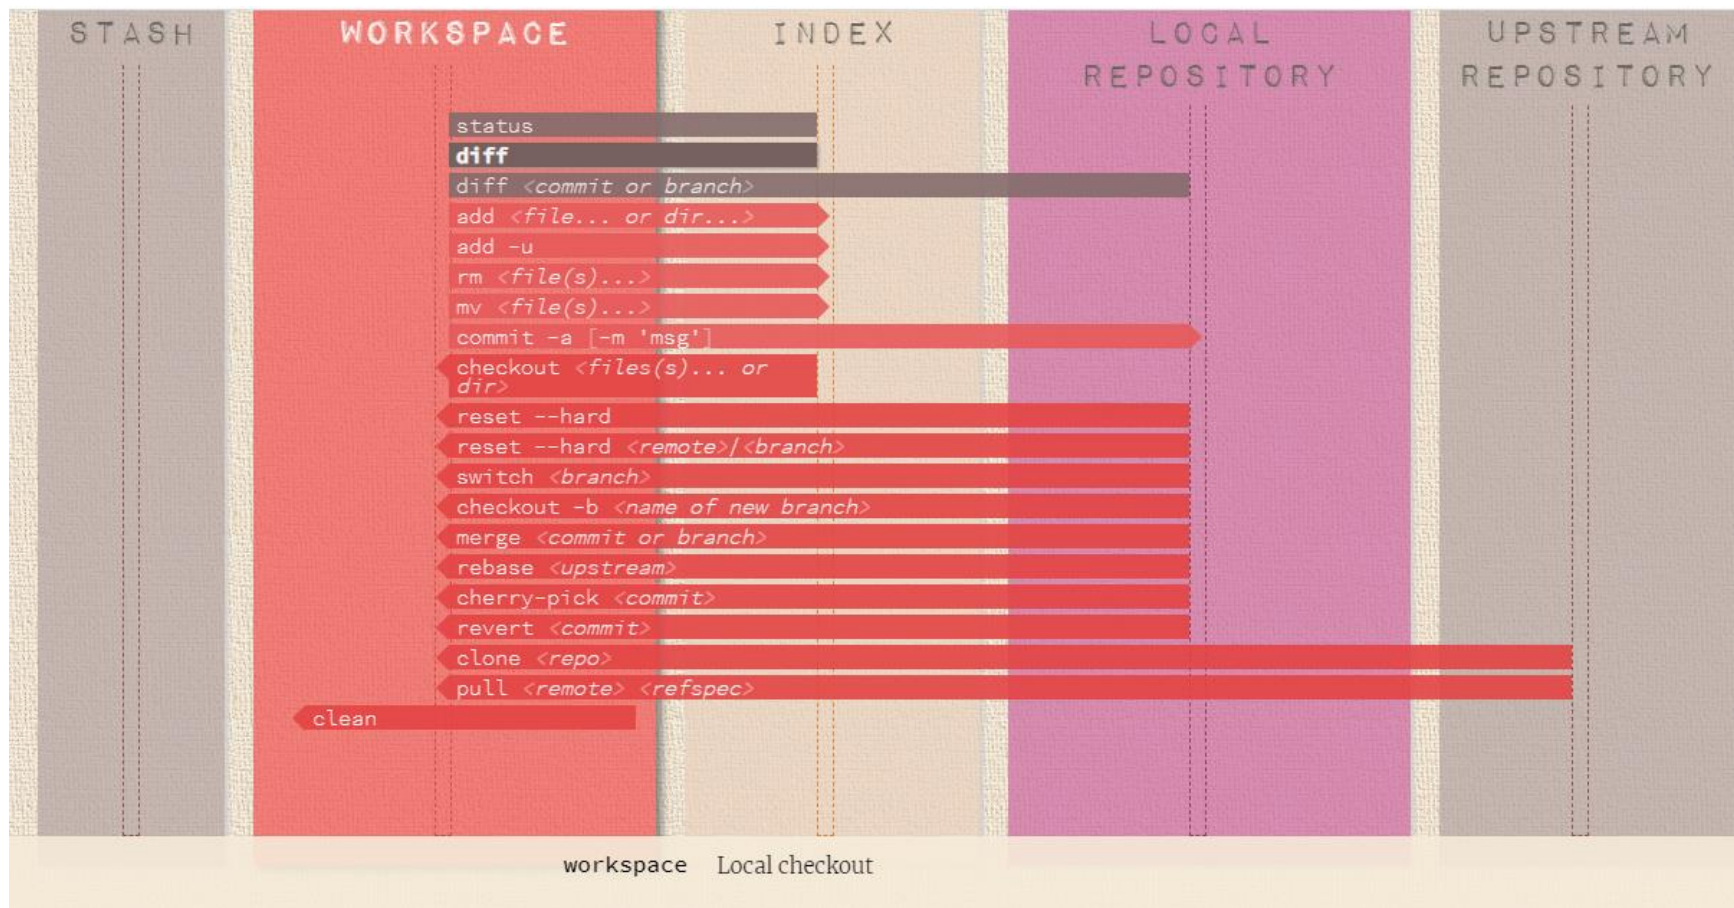 STASH
WORKSPACE
INDEX
LOCAL
REPOSITORY
UPSTREAM
REPOSITORY
status
diff
diff <commit or branch>
add <file... or dir...>
add -u
rm <file(s)...>
mv <file(s)...>
commit -a [-m 'msg']
checkout <files(s)... or
dir>
reset --hard
reset --hard <remote>/<branch>
switch <branch>
checkout -b <name of new branch>
merge <commit or branch>
rebase <upstream>
cherry-pick <commit>
revert <commit>
clone <repo>
pull <remote> <refspec>
clean
workspace Local checkout